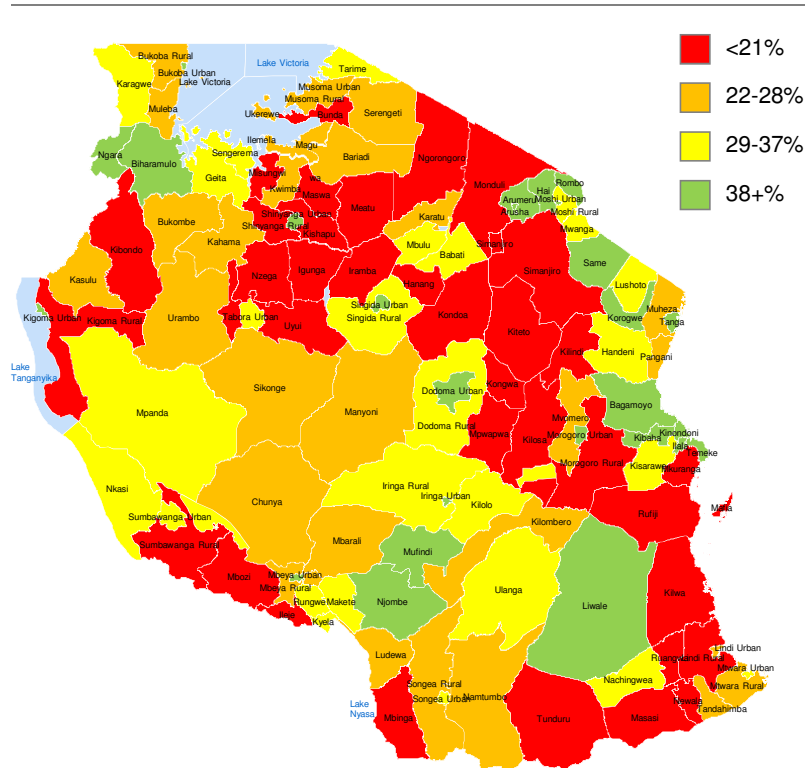 <21%
22-28%
29-37%
38+%
Bukoba Rural
Bukoba Urban
Lake Victoria
Lake Victoria
Karagwe
Muleba
Tarime
Musoma Urban
Musoma Rural
Ukerewe
Bunda
Serengeti
Ngara
Biharamulo
Sengerema
Geita
Ilemela
Magu
Bariadi
Misungwi
Kwimba
wa
Maswa
Ngorongoro
Monduli
Hai
Rombo
Arumeru
Moshi Urban
Arusha
Moshi Rural
Mwanga
Meatu
Shinyanga Urban
Shinyanga Rural
Kishapu
Karatu
Mbulu
Babati
Simanjiro
Simanjiro
Same
Lushoto
Kibondo
Bukombe
Kahama
Kasulu
Nzega
Igunga
Iramba
Hanang
Korogwe
Muheza
Tanga
Kigoma Urban
Kigoma Rural
Urambo
Tabora Urban
Uyui
Singida Urban
Singida Rural
Kondoa
Kiteto
Kilindi
Handeni
Pangani
Lake
Tanganyika
Sikonge
Manyoni
Mpanda
Dodoma Urban
Dodoma Rural
Kongwa
Mpwapwa
Kilosa
Mvomero
Morogoro Urban
Morogoro Rural
Bagamoyo
Kibaha
Kinondoni
Ilala
Temeke
Kisarawe
Mkuranga
Mafia
Nkasi
Chunya
Iringa Rural
Iringa Urban
Kilolo
Rufiji
Sumbawanga Urban
Sumbawanga Rural
Mbarali
Mufindi
Kilombero
Mbozi
Mbeya Urban
Mbeya Rural
Rungwe
Makete
Njombe
Ulanga
Liwale
Kilwa
Ileje
Kyela
Ludewa
Ruangwa
Lindi Rural
Lindi Urban
Mtwara Urban
Mtwara Rural
Nachingwea
Songea Rural
Songea Urban
Namtumbo
Lake
Nyasa
Mbinga
Tunduru
Masasi
Newala
Tandahimba